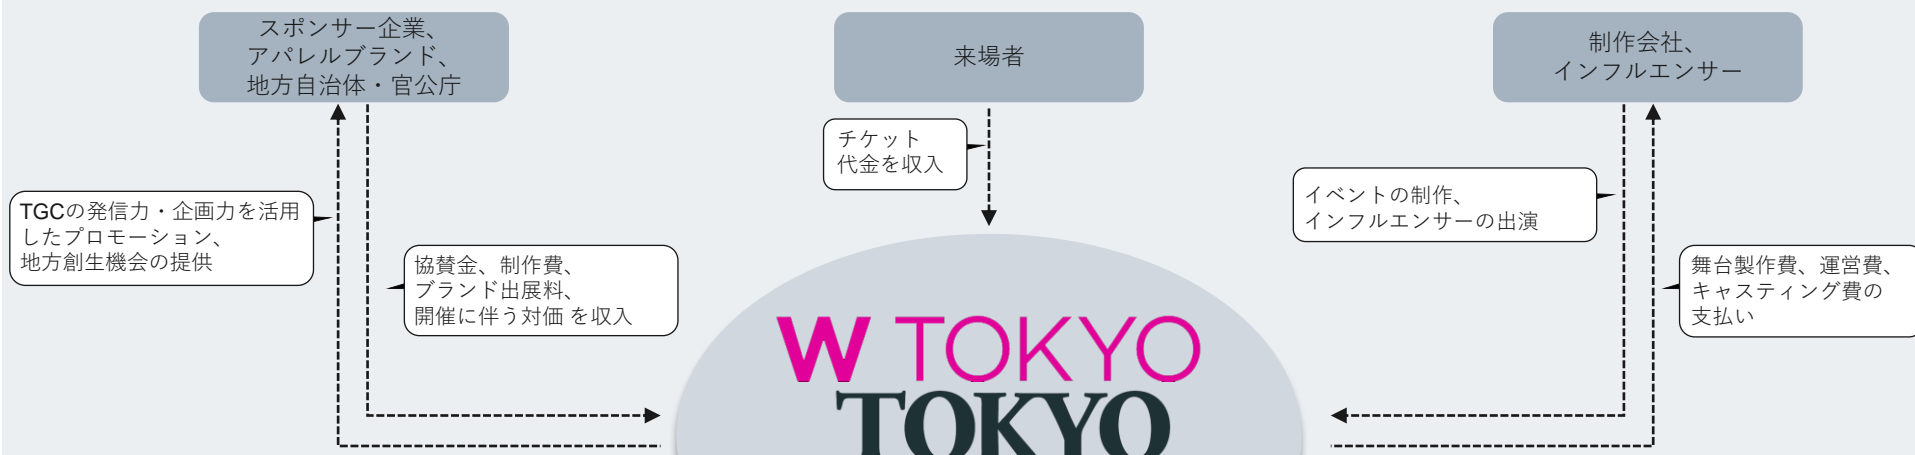 スポンサー企業、
アパレルブランド、
地方自治体・官公庁
来場者
制作会社、
インフルエンサー
チケット
代金を収入
TGCの発信力・企画力を活用
したプロモーション、
地方創生機会の提供
協賛金、制作費、
ブランド出展料、
開催に伴う対価 を収入
イベントの制作、
インフルエンサーの出演
舞台製作費、運営費、
キャスティング費の
支払い
W TOKYO
TOKYO